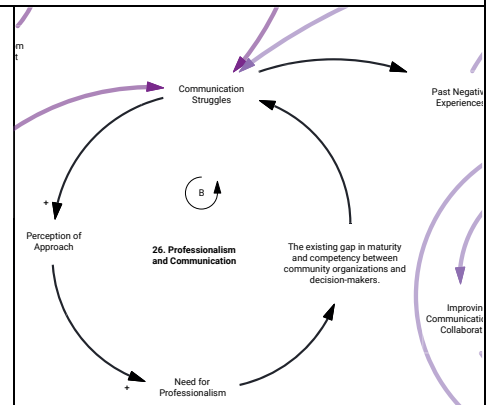 m
t
Communication
Struggles
Past Negativ
Experiences
B
+
Perception of
Approach
26. Professionalism
and Communication
The existing gap in maturity
and competency between
community organizations and
decision-makers.
Improvin
Communicatio
Collaborat
Need for
Professionalism
+